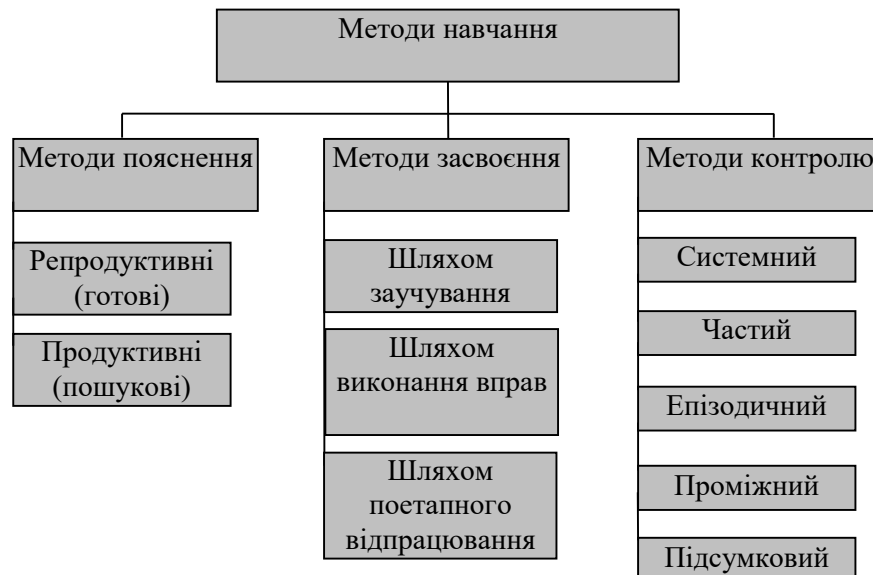 Методи навчання
Методи пояснення
Репродуктивні
(готові)
Продуктивні
(пошукові)
Методи засвоєння
Шляхом
заучування
Шляхом
виконання вправ
Шляхом
поетапного
відпрацювання
Методи контролю
Системний
Частий
Епізодичний
Проміжний
Підсумковий